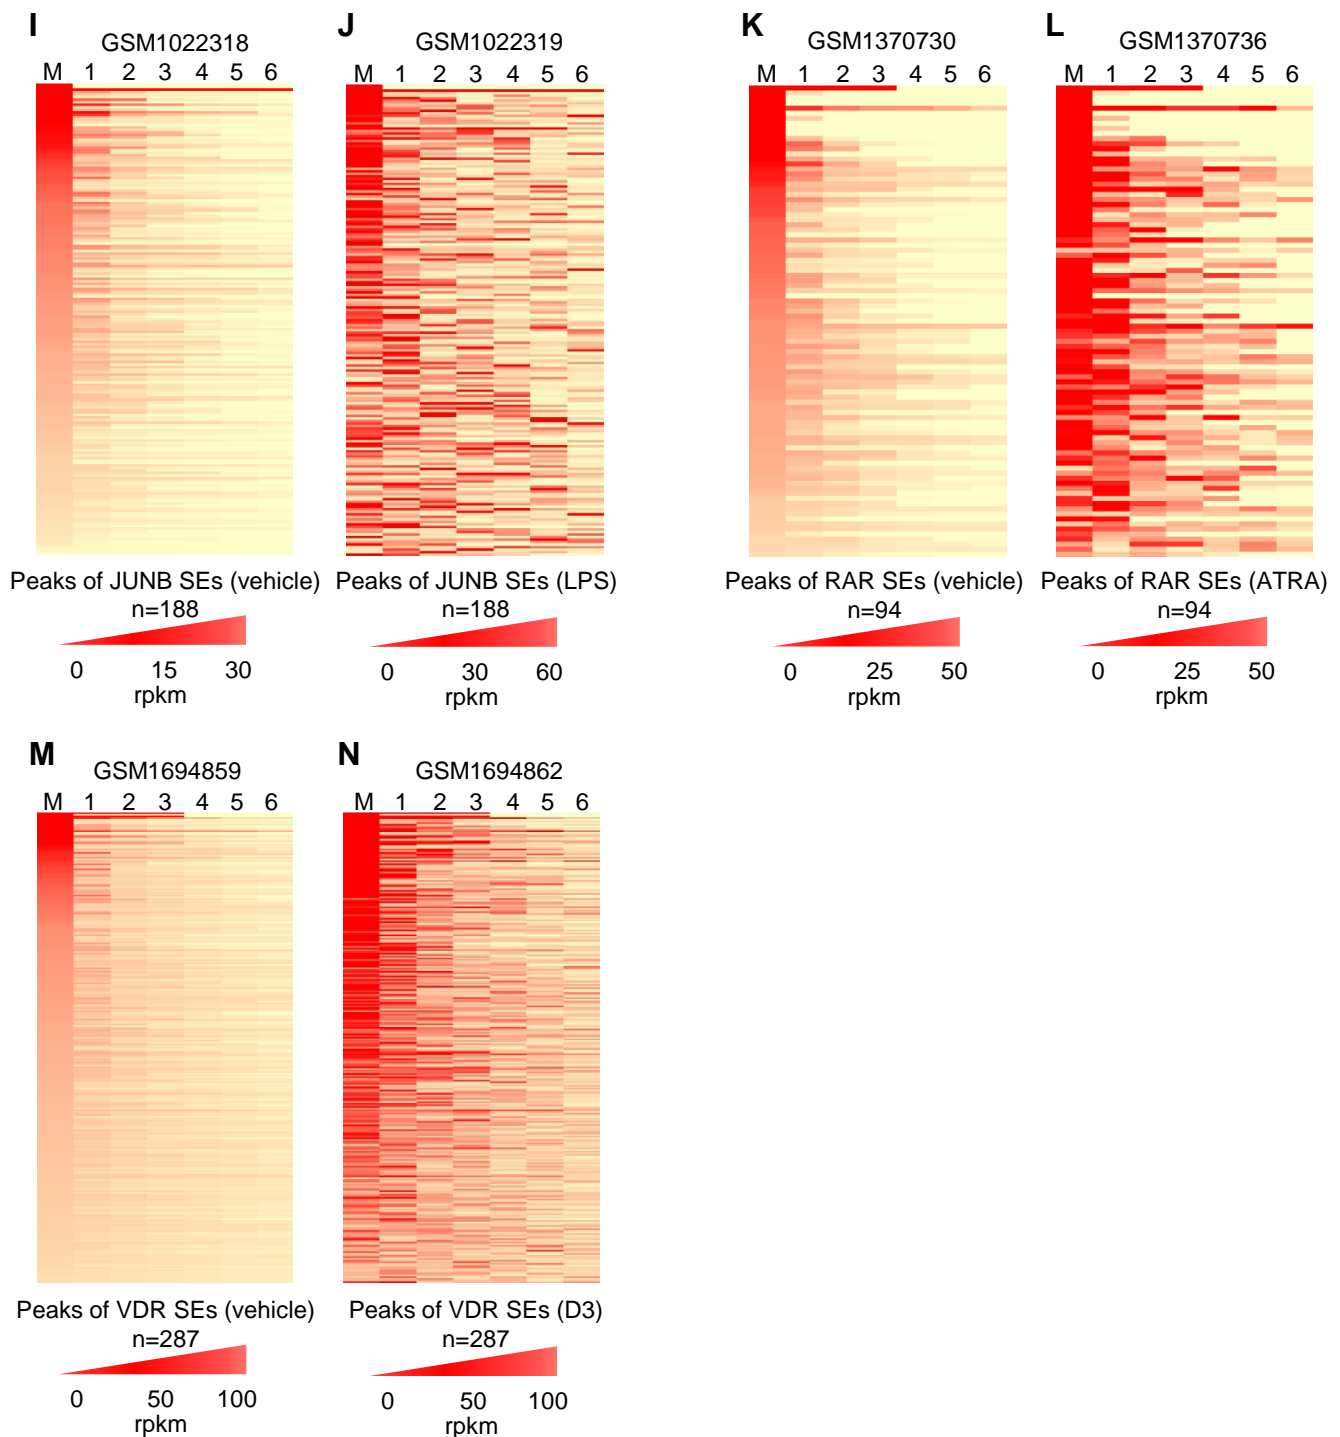 I
GSM1022318
M 1 2 3 4 5 6
Peaks of JUNB SEs (vehicle)
n=188
0 15 30
rpkm
J
GSM1022319
M 1 2 3 4 5 6
Peaks of JUNB SEs (LPS)
n=188
0 30 60
rpkm
K
GSM1370730
M 1 2 3 4 5 6
Peaks of RAR SEs (vehicle)
n=94
0 25 50
rpkm
L
GSM1370736
M 1 2 3 4 5 6
Peaks of RAR SEs (ATRA)
n=94
0 25 50
rpkm
M
GSM1694859
M 1 2 3 4 5 6
Peaks of VDR SEs (vehicle)
n=287
0 50 100
rpkm
N
GSM1694862
M 1 2 3 4 5 6
Peaks of VDR SEs (D3)
n=287
0 50 100
rpkm